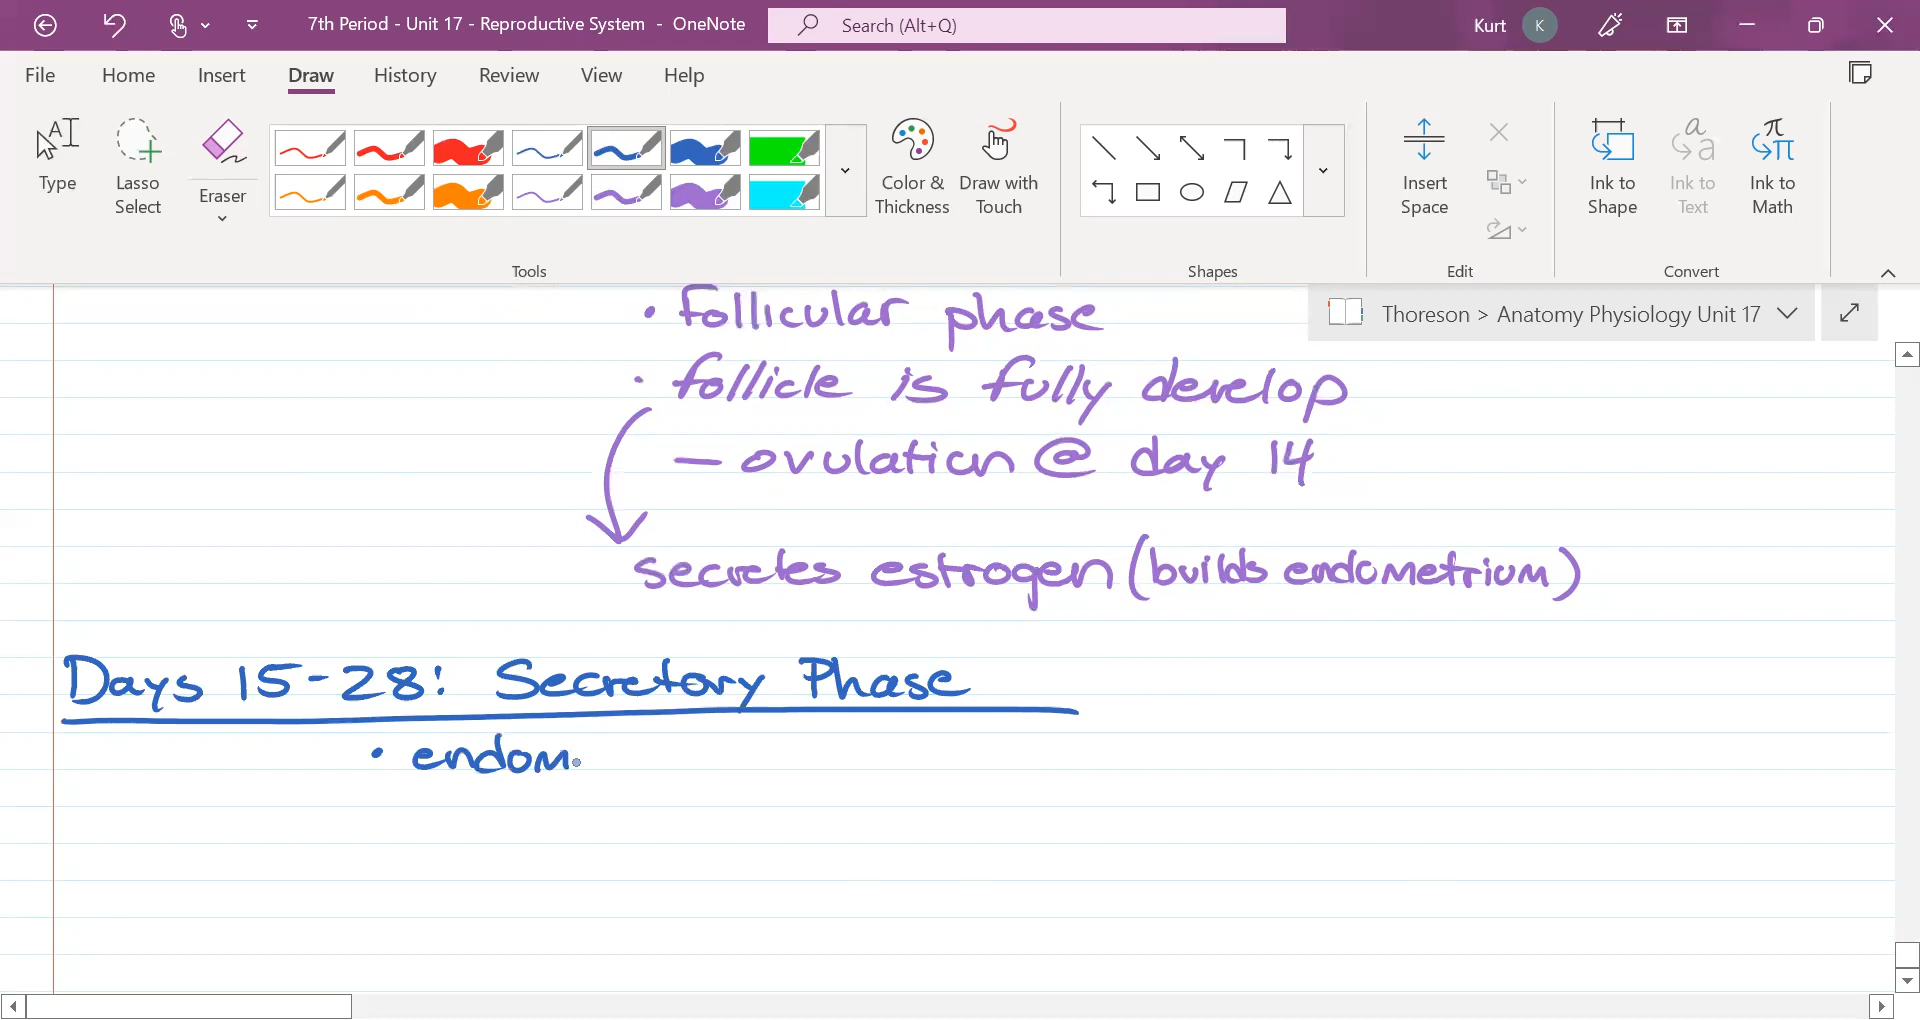 7th Period - Unit 17 - Reproductive System - OneNote
Search (Alt+Q)
Kurt K
File Home Insert Draw History Review View Help
Type
Lasso Select
Eraser
Color & Thickness
Draw with Touch
Insert Space
Ink to Shape
Ink to Text
Ink to Math
Tools Shapes Edit Convert
Thoreson > Anatomy Physiology Unit 17
· Follicular phase
· follicle is fully develop
— ovulation @ day 14
secretes estrogen (builds endometrium)
Days 15-28: Secretory Phase
· endom